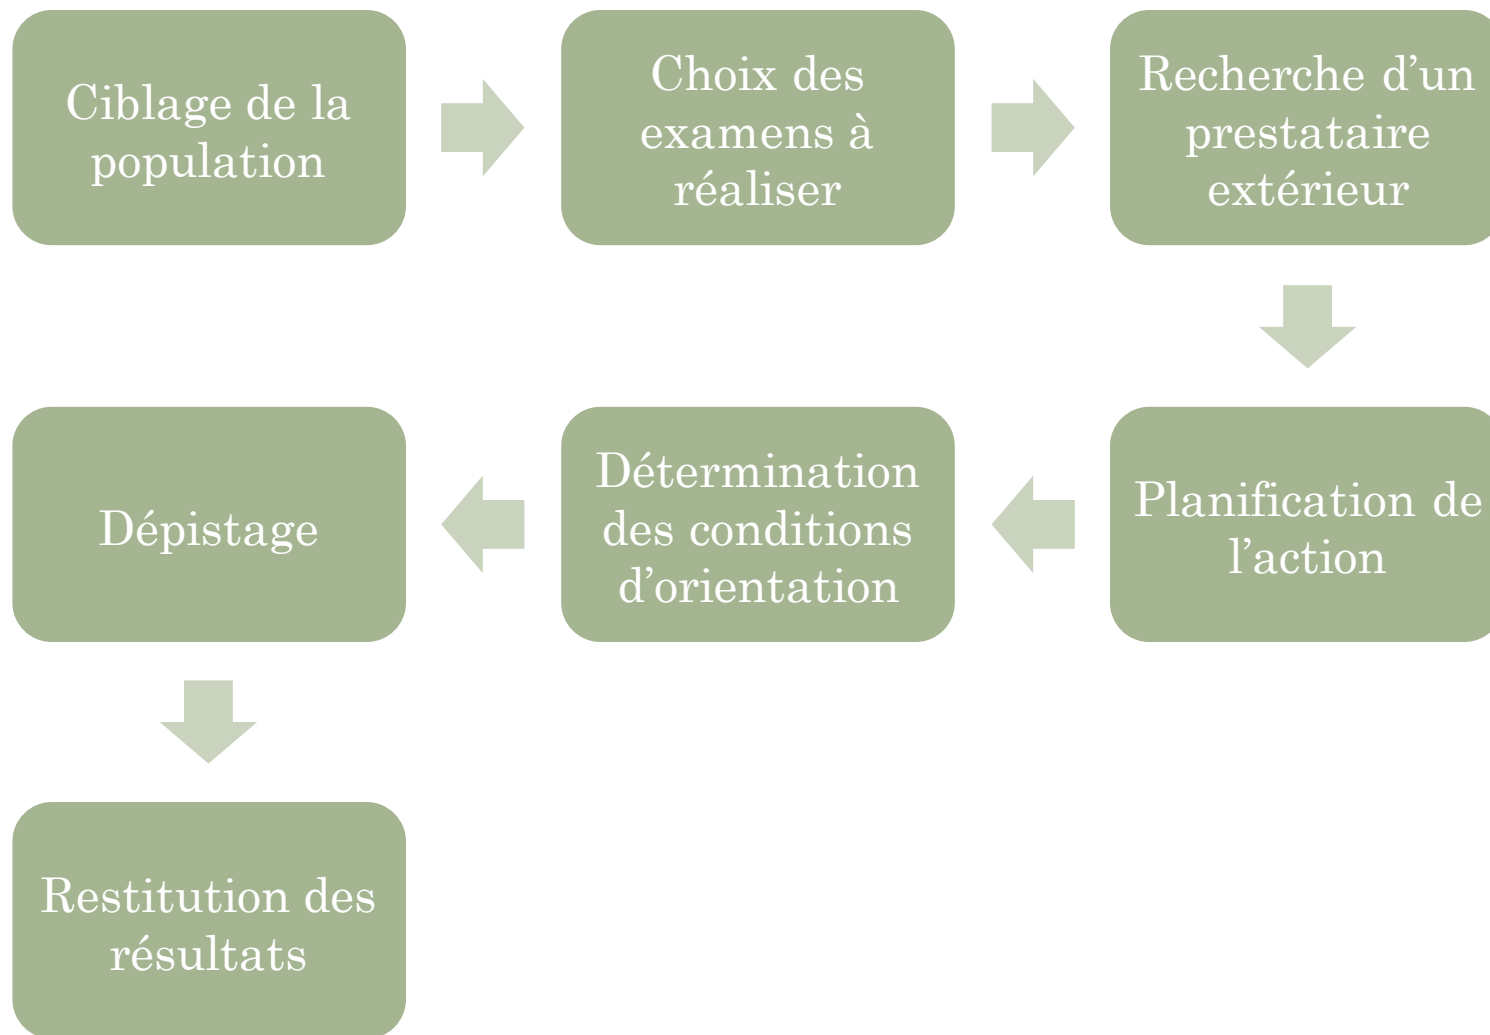 Ciblage de la
population
Choix des
examens à
réaliser
Recherche d’un
prestataire
extérieur
Planification de
l’action
Détermination
des conditions
d’orientation
Dépistage
Restitution des
résultats